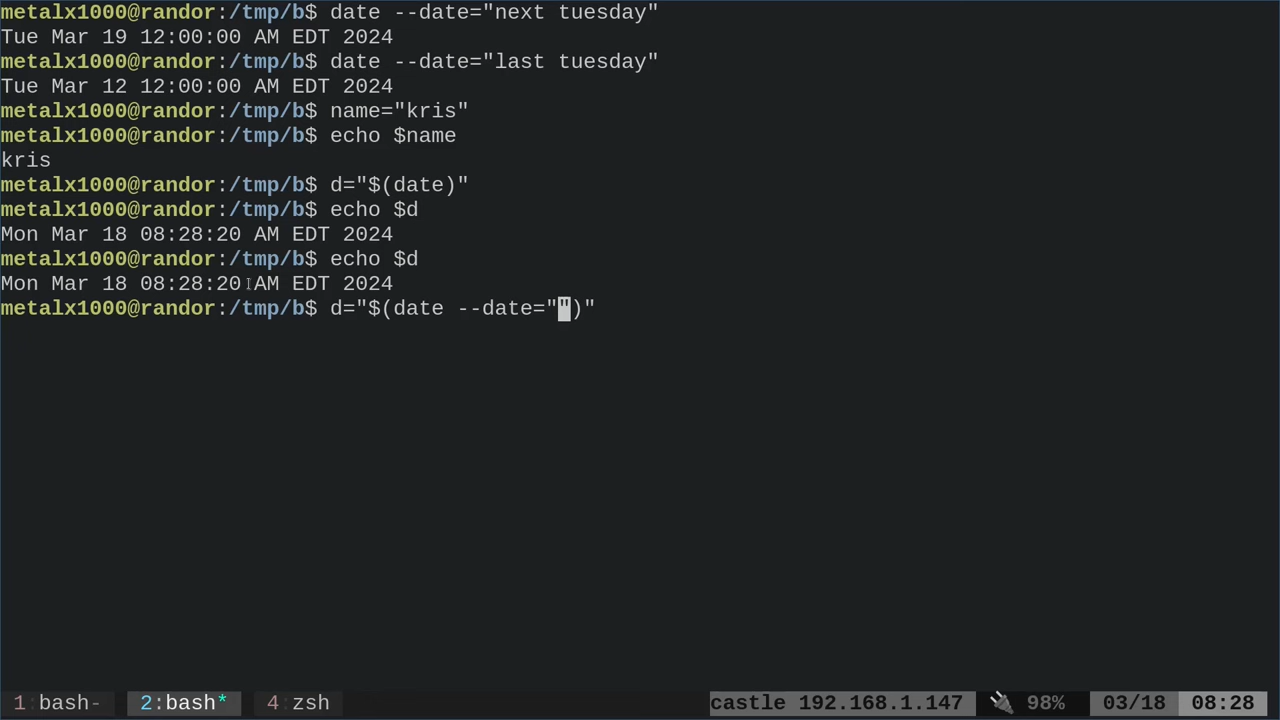 metalx1000@randor:/tmp/b$ date --date="next tuesday"
Tue Mar 19 12:00:00 AM EDT 2024
metalx1000@randor:/tmp/b$ date --date="last tuesday"
Tue Mar 12 12:00:00 AM EDT 2024
metalx1000@randor:/tmp/b$ name="kris"
metalx1000@randor:/tmp/b$ echo $name
kris
metalx1000@randor:/tmp/b$ d="$(date)"
metalx1000@randor:/tmp/b$ echo $d
Mon Mar 18 08:28:20 AM EDT 2024
metalx1000@randor:/tmp/b$ echo $d
Mon Mar 18 08:28:20 AM EDT 2024
metalx1000@randor:/tmp/b$ d="$(date --date="")"
1:bash- 2:bash* 4:zsh castle 192.168.1.147 98% 03/18 08:28